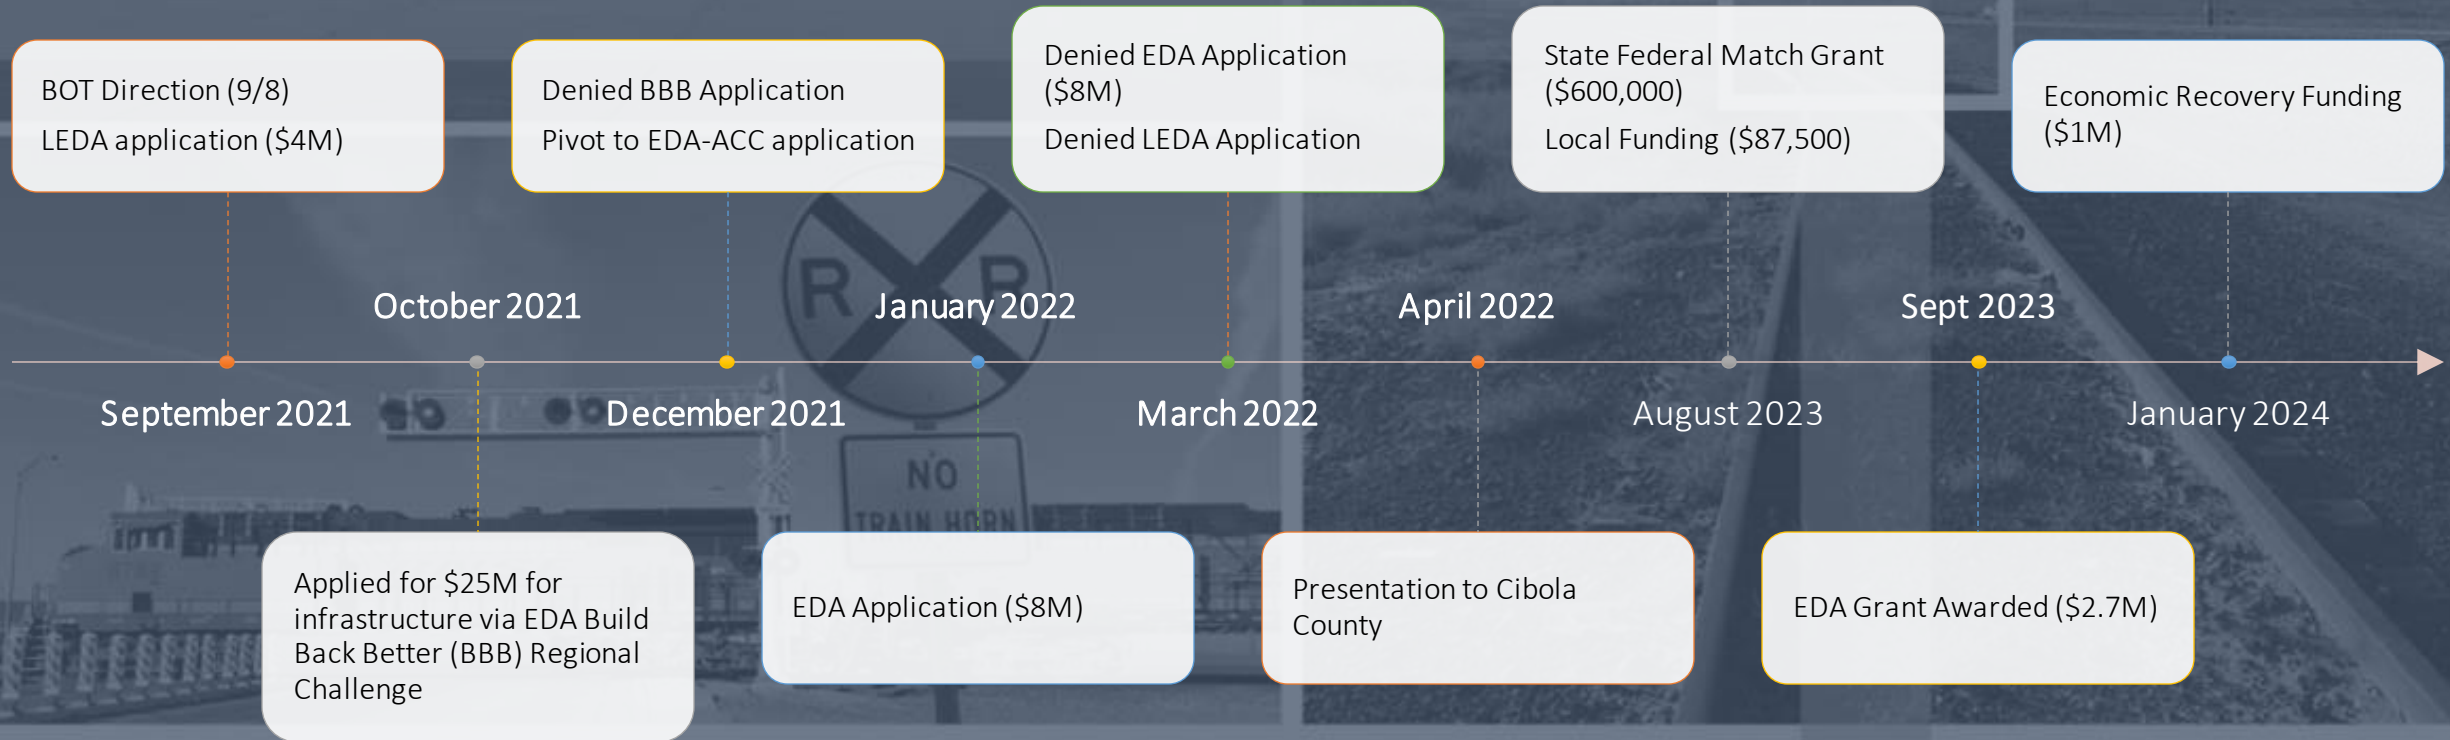 BOT Direction (9/8)
LEDA application ($4M)
September 2021
October 2021
Applied for $25M for
infrastructure via EDA Build
Back Better (BBB) Regional
Challenge
Denied BBB Application
Pivot to EDA-ACC application
December 2021
January 2022
EDA Application ($8M)
Denied EDA Application
($8M)
Denied LEDA Application
March 2022
April 2022
Presentation to Cibola
County
State Federal Match Grant
($600,000)
Local Funding ($87,500)
August 2023
Sept 2023
EDA Grant Awarded ($2.7M)
Economic Recovery Funding
($1M)
January 2024
R R
NO
TRAIN HORN